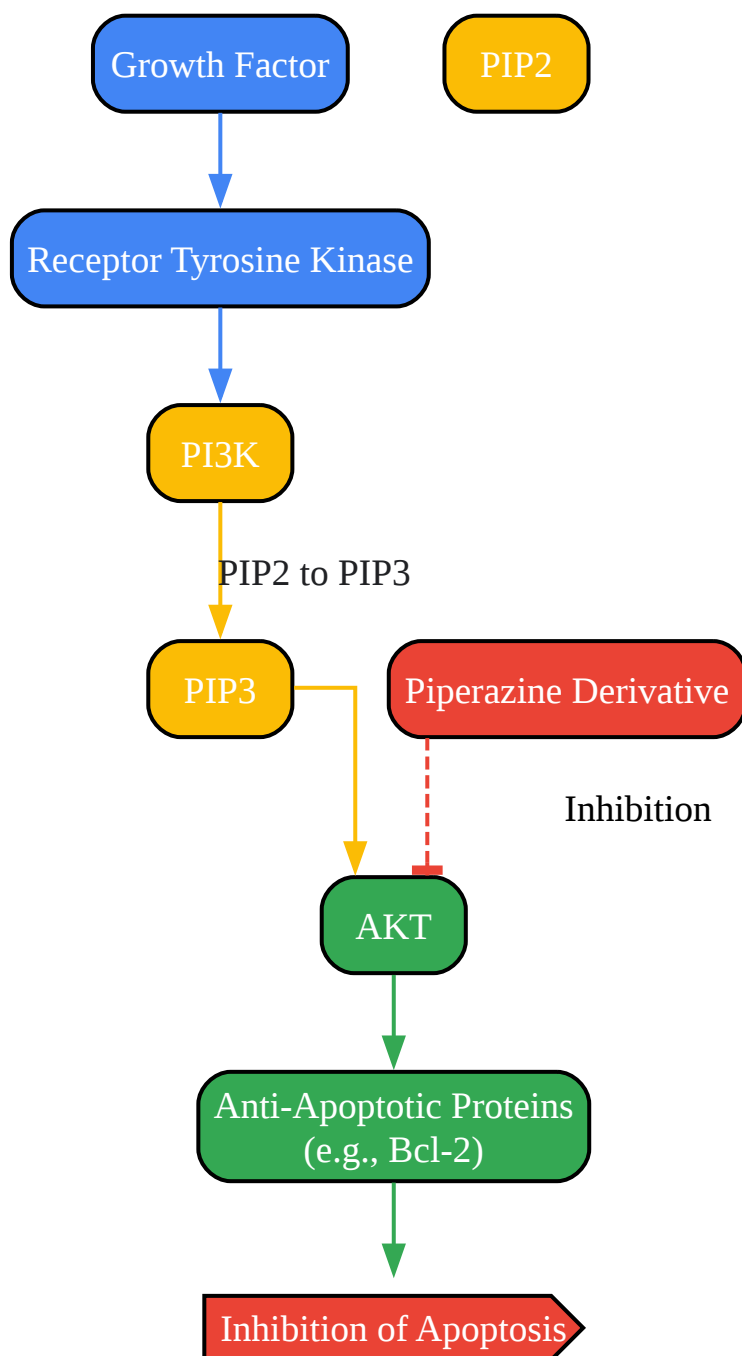 Growth Factor
PIP2
Receptor Tyrosine Kinase
PI3K
PIP2 to PIP3
PIP3
Piperazine Derivative
Inhibition
AKT
Anti-Apoptotic Proteins
(e.g., Bcl-2)
Inhibition of Apoptosis